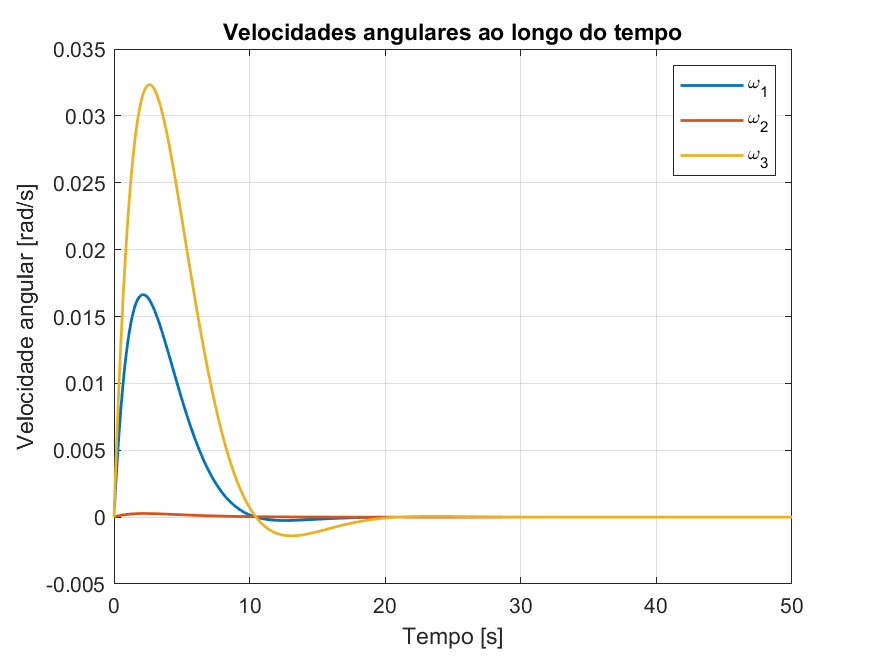 Velocidades angulares ao longo do tempo
0.035
0.03
0.025
0.02
0.015
0.01
0.005
0
-0.005
Velocidade angular [rad/s]
ω1
ω2
ω3
0 10 20 30 40 50
Tempo [s]